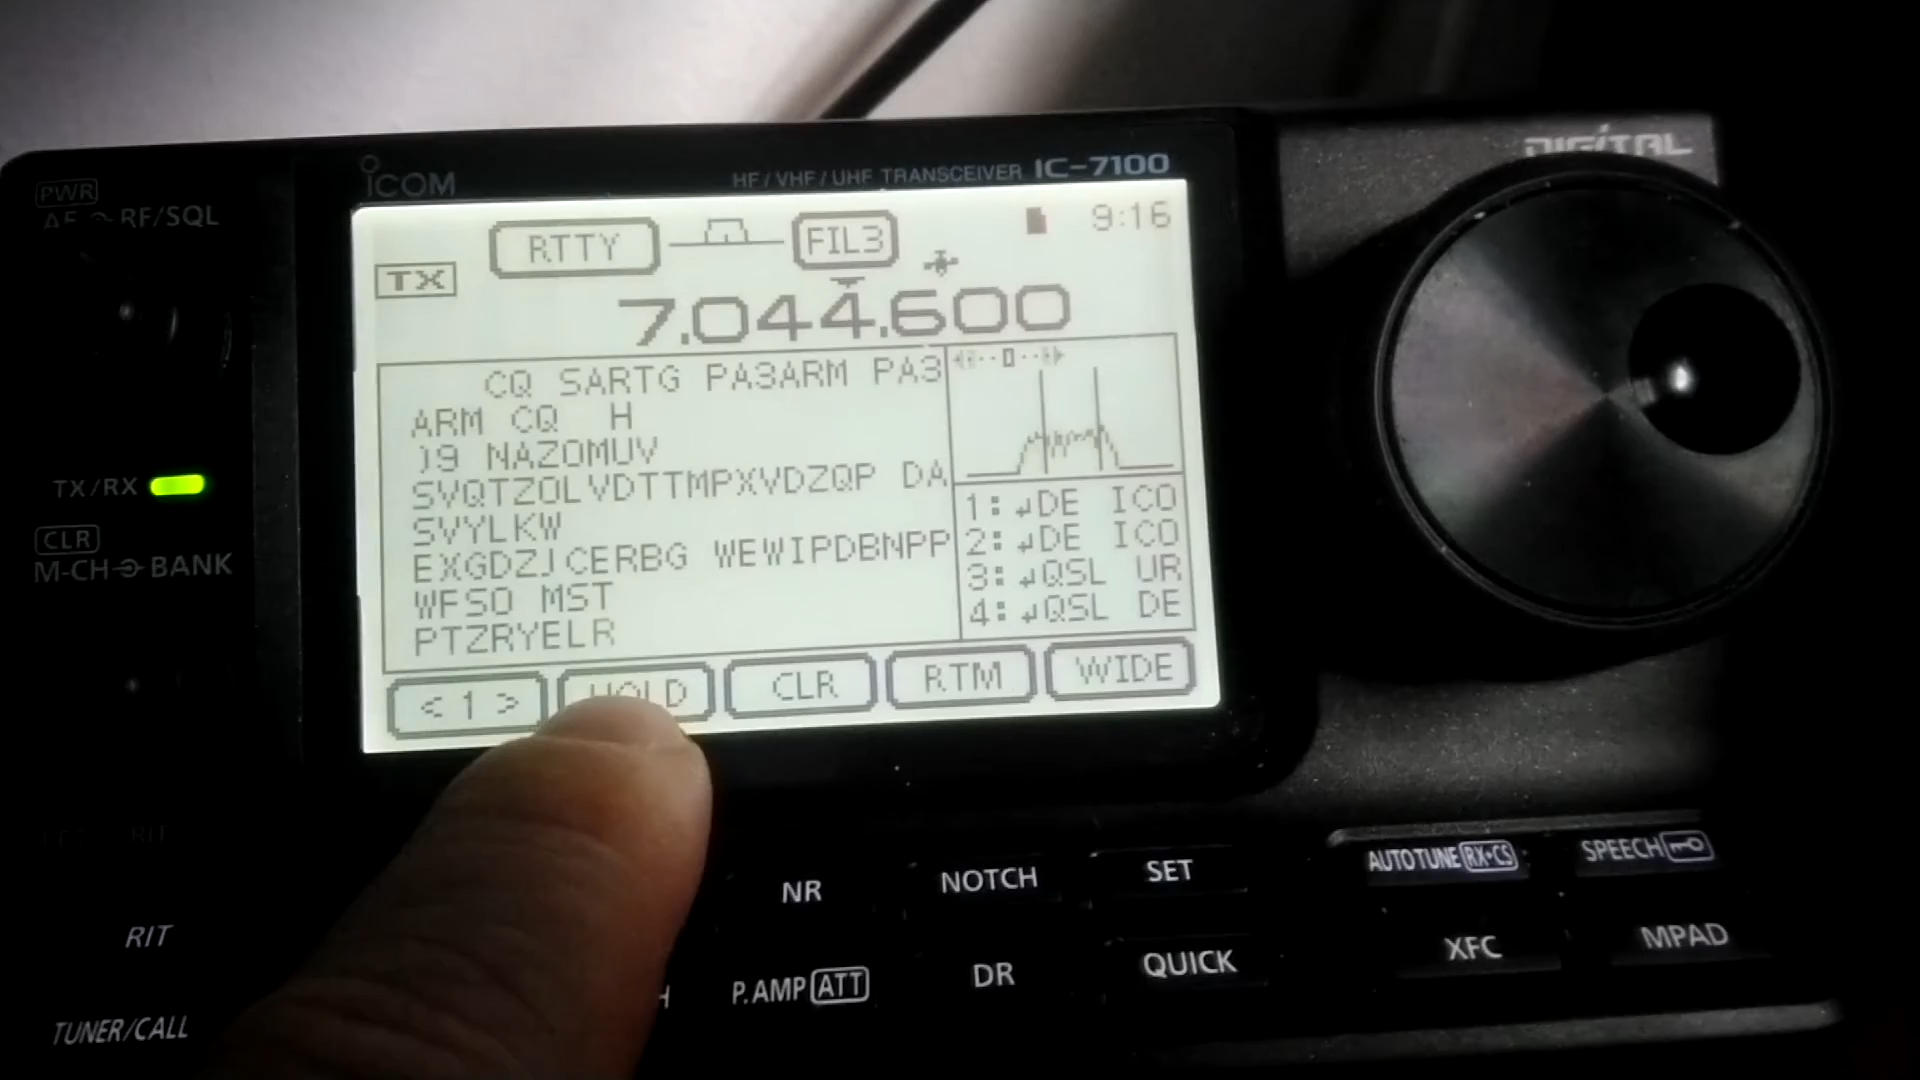 ICOM
HF/VHF/UHF TRANSCEIVER IC-7100
DIGITAL
PWR
AF RF/SQL
RTTY FIL3 9:16
TX
7.044.600
CQ SARTG PA3ARM PA3
ARM CQ H
)9 NAZOMUV
SVQTZOLVDTTMPXVDZQP DA
SVYLKW
EXGDZJCERBG WEWIPDBNPP
WFSO MST
PTZRYELR
1:↲DE ICO
2:↲DE ICO
3:↲QSL UR
4:↲QSL DE
<1> HOLD CLR RTM WIDE
TX/RX
CLR
M-CH BANK
RIT
TUNER/CALL
NR NOTCH SET AUTOTUNE RX•CS SPEECH
P.AMP ATT DR QUICK XFC MPAD